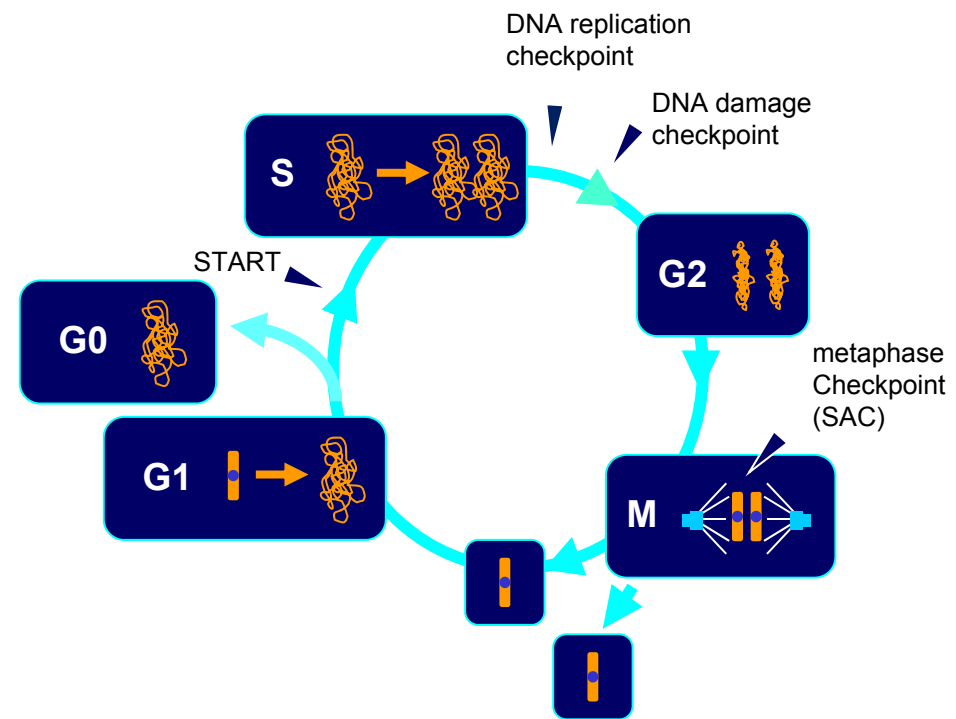 DNA replication
checkpoint
DNA damage
checkpoint
S
START
G2
G0
metaphase
Checkpoint
(SAC)
G1
M